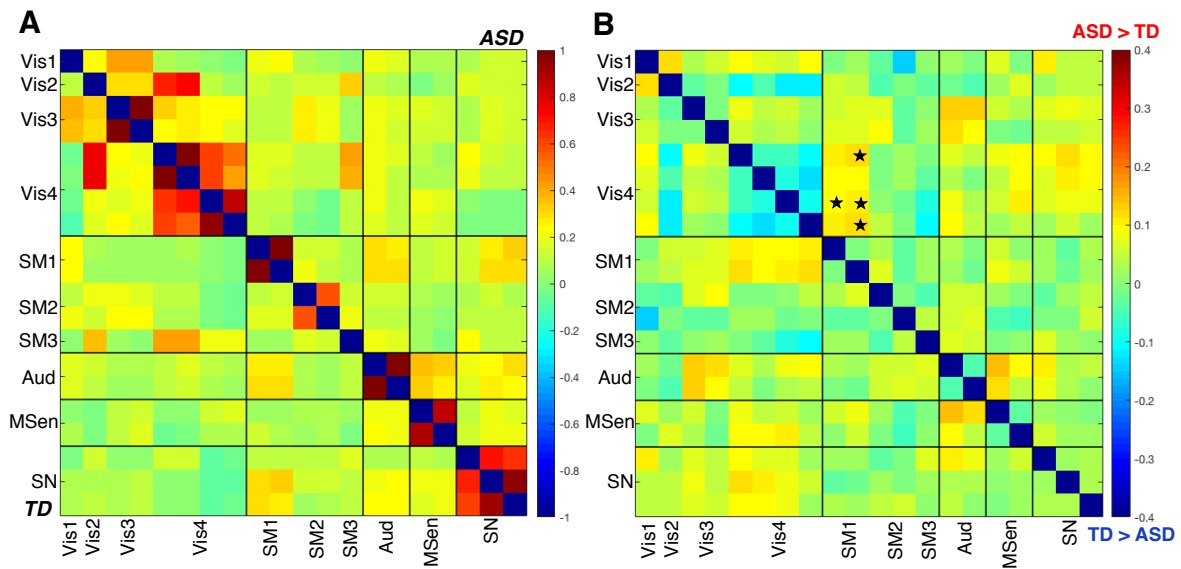 A
ASD
B
ASD > TD
Vis1
Vis2
Vis3
Vis4
SM1
SM2
SM3
Aud
MSen
SN
TD
Vis1
Vis2
Vis3
Vis4
SM1
SM2
SM3
Aud
MSen
SN
1
0.8
0.6
0.4
0.2
0
-0.2
-0.4
-0.6
-0.8
-1
Vis1
Vis2
Vis3
Vis4
SM1
SM2
SM3
Aud
MSen
SN
Vis1
Vis2
Vis3
Vis4
SM1
SM2
SM3
Aud
MSen
SN
0.4
0.3
0.2
0.1
0
-0.1
-0.2
-0.3
-0.4
TD > ASD